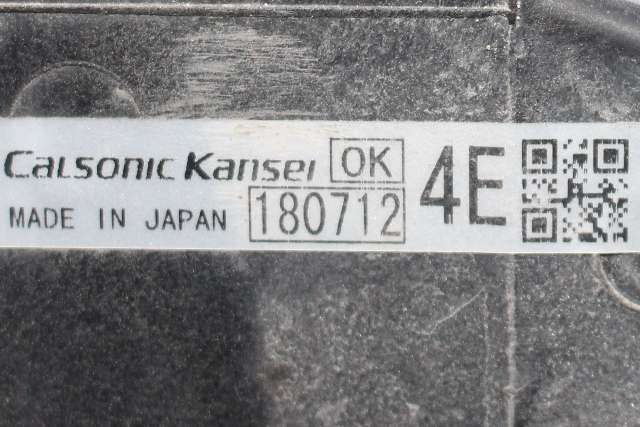 Calsonic Kansei OK
MADE IN JAPAN 180712
4E